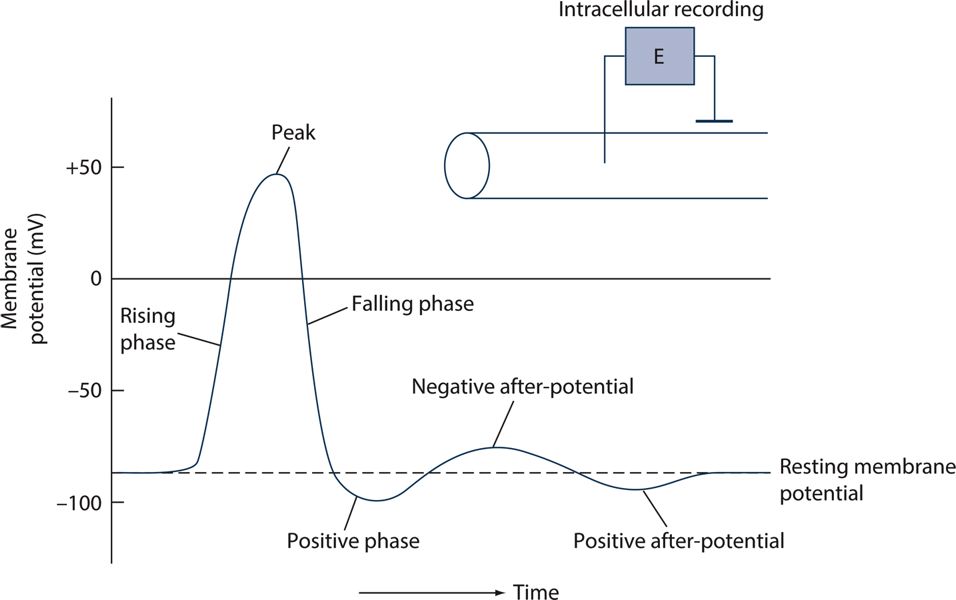 Intracellular recording
E
Peak
+50
0
−50
−100
Membrane
potential (mV)
Rising
phase
Falling phase
Negative after-potential
Resting membrane
potential
Positive phase
Positive after-potential
Time